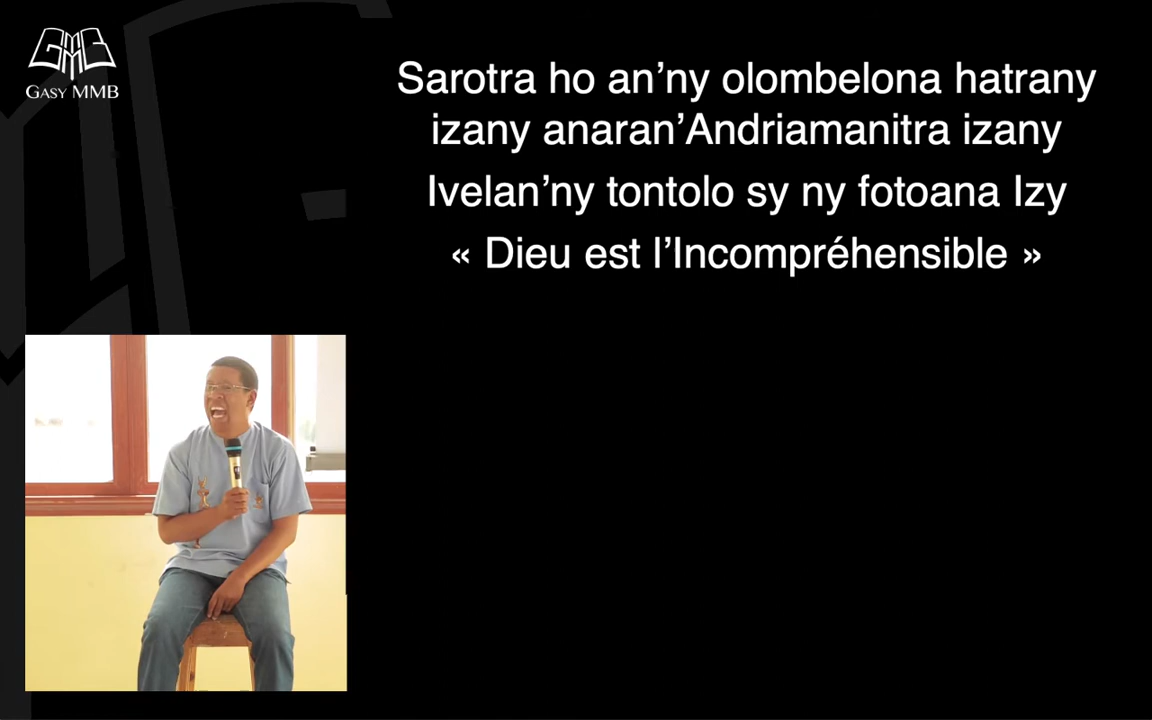 GMMB
GASY MMB
Sarotra ho an’ny olombelona hatrany
izany anaran’Andriamanitra izany
Ivelan’ny tontolo sy ny fotoana Izy
« Dieu est l’Incompréhensible »